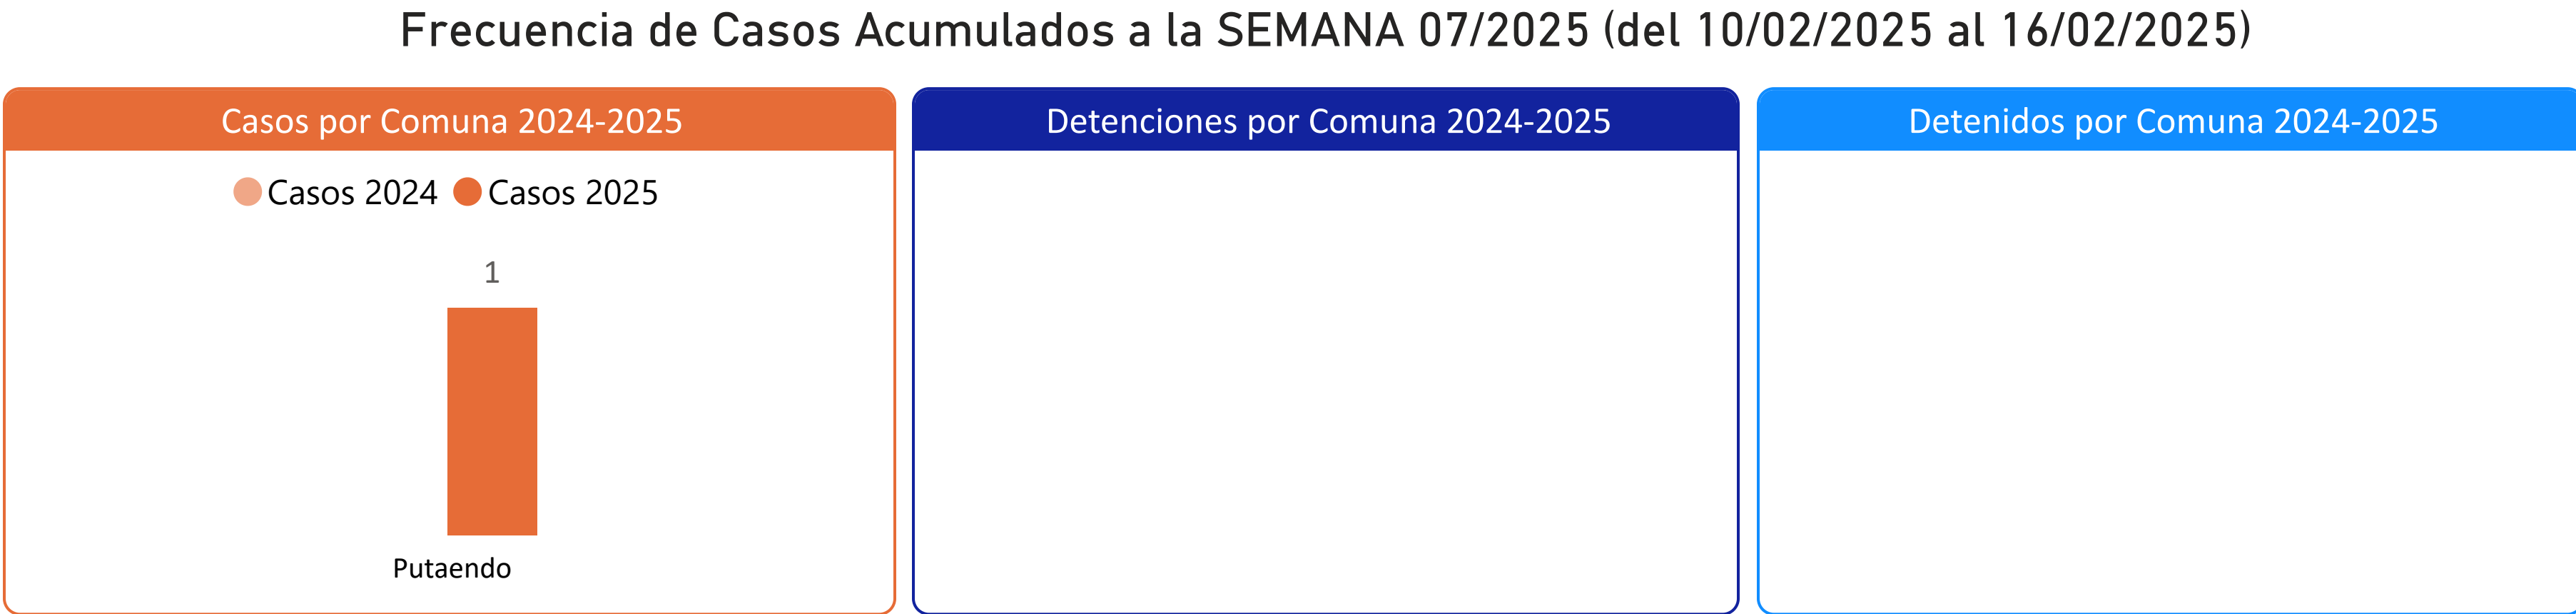 Frecuencia de Casos Acumulados a la SEMANA 07/2025 (del 10/02/2025 al 16/02/2025)
Casos por Comuna 2024-2025
Casos 2024 Casos 2025
1
Putaendo
Detenciones por Comuna 2024-2025
Detenidos por Comuna 2024-2025